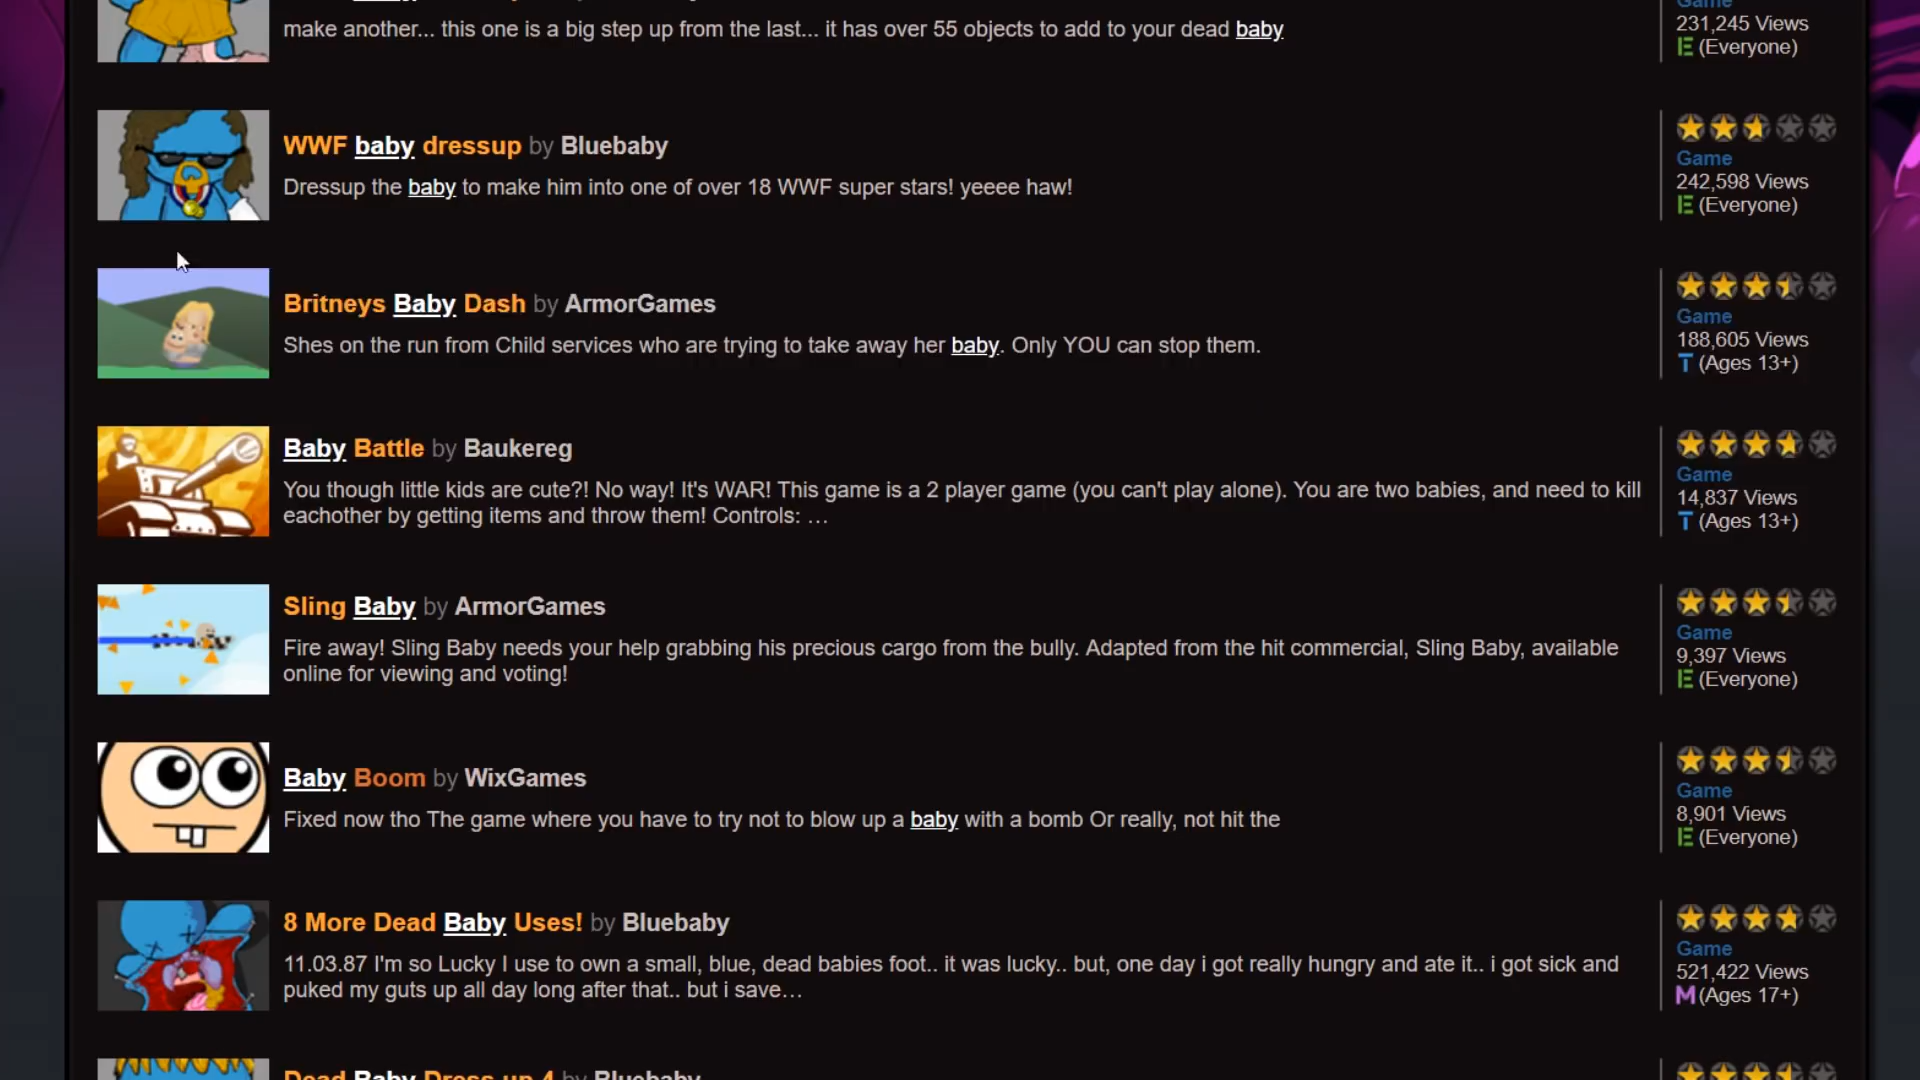 make another... this one is a big step up from the last... it has over 55 objects to add to your dead baby
Game
231,245 Views
E (Everyone)
WWF baby dressup by Bluebaby
Dressup the baby to make him into one of over 18 WWF super stars! yeeee haw!
Game
242,598 Views
E (Everyone)
Britneys Baby Dash by ArmorGames
Shes on the run from Child services who are trying to take away her baby. Only YOU can stop them.
Game
188,605 Views
T (Ages 13+)
Baby Battle by Baukereg
You though little kids are cute?! No way! It's WAR! This game is a 2 player game (you can't play alone). You are two babies, and need to kill
eachother by getting items and throw them! Controls: …
Game
14,837 Views
T (Ages 13+)
Sling Baby by ArmorGames
Fire away! Sling Baby needs your help grabbing his precious cargo from the bully. Adapted from the hit commercial, Sling Baby, available
online for viewing and voting!
Game
9,397 Views
E (Everyone)
Baby Boom by WixGames
Fixed now tho The game where you have to try not to blow up a baby with a bomb Or really, not hit the
Game
8,901 Views
E (Everyone)
8 More Dead Baby Uses! by Bluebaby
11.03.87 I'm so Lucky I use to own a small, blue, dead babies foot.. it was lucky.. but, one day i got really hungry and ate it.. i got sick and
puked my guts up all day long after that.. but i save…
Game
521,422 Views
M (Ages 17+)
Dead Baby Dress up 4 by Bluebaby